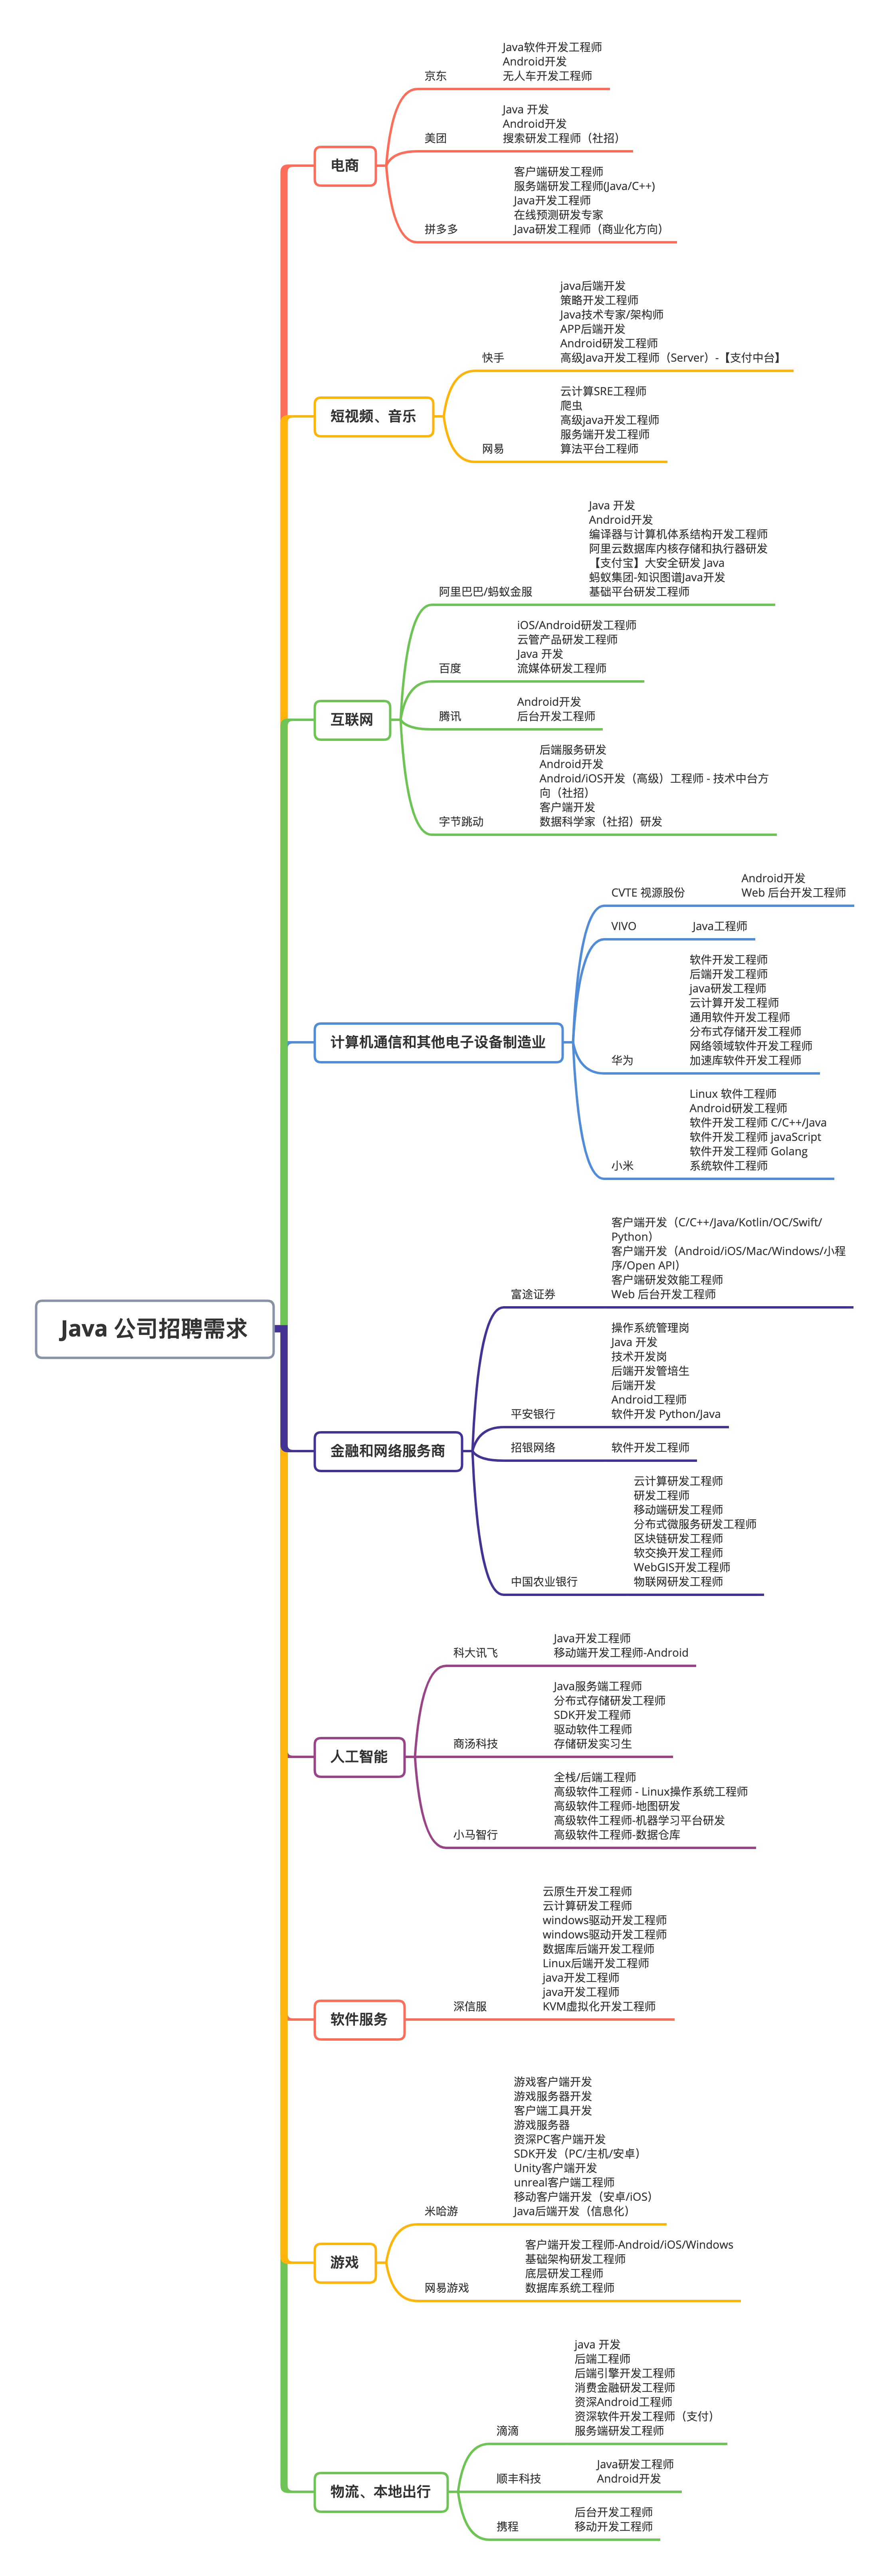 Java 公司招聘需求
电商
京东
Java软件开发工程师
Android开发
无人车开发工程师
美团
Java 开发
Android开发
搜索研发工程师（社招）
拼多多
客户端研发工程师
服务端研发工程师(Java/C++)
Java开发工程师
在线预测研发专家
Java研发工程师（商业化方向）
短视频、音乐
快手
java后端开发
策略开发工程师
Java技术专家/架构师
APP后端开发
Android研发工程师
高级Java开发工程师（Server）-【支付中台】
网易
云计算SRE工程师
爬虫
高级java开发工程师
服务端开发工程师
算法平台工程师
互联网
阿里巴巴/蚂蚁金服
Java 开发
Android开发
编译器与计算机体系结构开发工程师
阿里云数据库内核存储和执行器研发
【支付宝】大安全研发 Java
蚂蚁集团-知识图谱Java开发
基础平台研发工程师
百度
iOS/Android研发工程师
云管产品研发工程师
Java 开发
流媒体研发工程师
腾讯
Android开发
后台开发工程师
字节跳动
后端服务研发
Android开发
Android/iOS开发（高级）工程师 - 技术中台方
向（社招）
客户端开发
数据科学家（社招）研发
计算机通信和其他电子设备制造业
CVTE 视源股份
Android开发
Web 后台开发工程师
VIVO
Java工程师
华为
软件开发工程师
后端开发工程师
java研发工程师
云计算开发工程师
通用软件开发工程师
分布式存储开发工程师
网络领域软件开发工程师
加速库软件开发工程师
小米
Linux 软件工程师
Android研发工程师
软件开发工程师 C/C++/Java
软件开发工程师 javaScript
软件开发工程师 Golang
系统软件工程师
金融和网络服务商
富途证券
客户端开发（C/C++/Java/Kotlin/OC/Swift/
Python）
客户端开发（Android/iOS/Mac/Windows/小程
序/Open API）
客户端研发效能工程师
Web 后台开发工程师
平安银行
操作系统管理岗
Java 开发
技术开发岗
后端开发管培生
后端开发
Android工程师
软件开发 Python/Java
招银网络
软件开发工程师
中国农业银行
云计算研发工程师
研发工程师
移动端研发工程师
分布式微服务研发工程师
区块链研发工程师
软交换开发工程师
WebGIS开发工程师
物联网研发工程师
人工智能
科大讯飞
Java开发工程师
移动端开发工程师-Android
商汤科技
Java服务端工程师
分布式存储研发工程师
SDK开发工程师
驱动软件工程师
存储研发实习生
小马智行
全栈/后端工程师
高级软件工程师 - Linux操作系统工程师
高级软件工程师-地图研发
高级软件工程师-机器学习平台研发
高级软件工程师-数据仓库
软件服务
深信服
云原生开发工程师
云计算研发工程师
windows驱动开发工程师
windows驱动开发工程师
数据库后端开发工程师
Linux后端开发工程师
java开发工程师
java开发工程师
KVM虚拟化开发工程师
游戏
米哈游
游戏客户端开发
游戏服务器开发
客户端工具开发
游戏服务器
资深PC客户端开发
SDK开发（PC/主机/安卓）
Unity客户端开发
unreal客户端工程师
移动客户端开发（安卓/iOS）
Java后端开发（信息化）
网易游戏
客户端开发工程师-Android/iOS/Windows
基础架构研发工程师
底层研发工程师
数据库系统工程师
物流、本地出行
滴滴
java 开发
后端工程师
后端引擎开发工程师
消费金融研发工程师
资深Android工程师
资深软件开发工程师（支付）
服务端研发工程师
顺丰科技
Java研发工程师
Android开发
携程
后台开发工程师
移动开发工程师